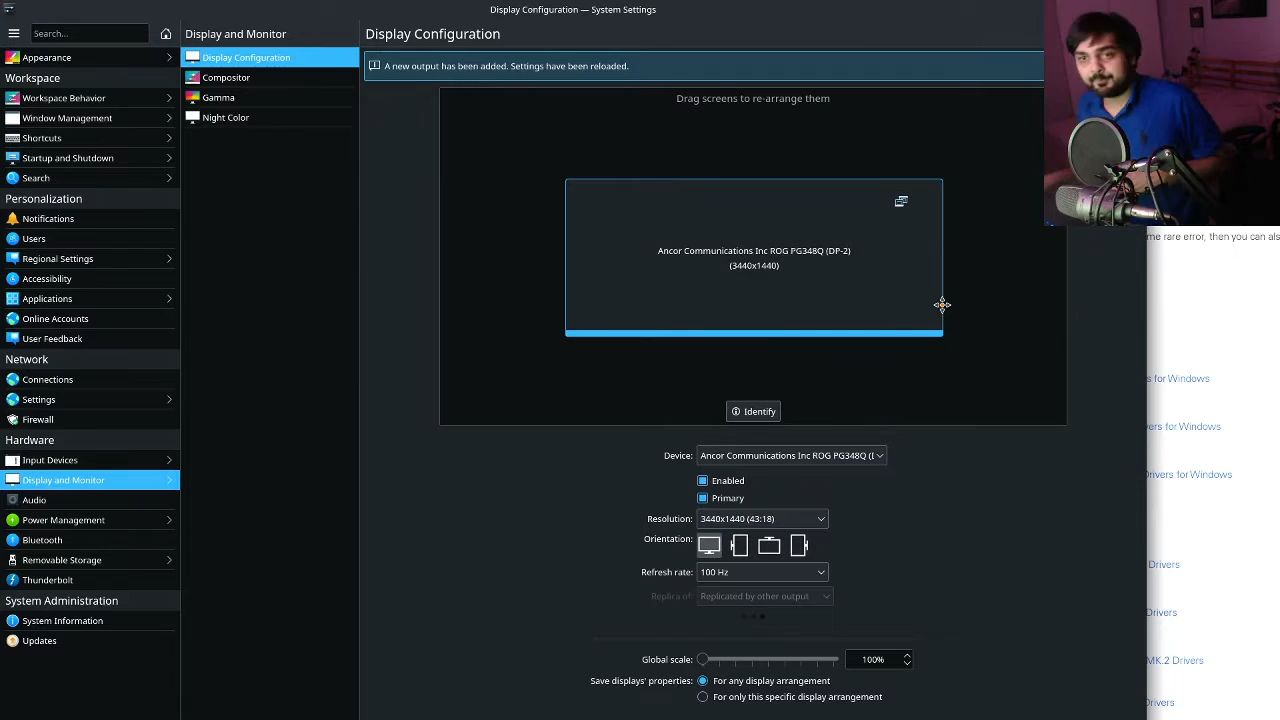 Display Configuration — System Settings
Search...
Appearance
Workspace
Workspace Behavior
Window Management
Shortcuts
Startup and Shutdown
Search
Personalization
Notifications
Users
Regional Settings
Accessibility
Applications
Online Accounts
User Feedback
Network
Connections
Settings
Firewall
Hardware
Input Devices
Display and Monitor
Audio
Power Management
Bluetooth
Removable Storage
Thunderbolt
System Administration
System Information
Updates
Display and Monitor
Display Configuration
Compositor
Gamma
Night Color
Display Configuration
A new output has been added. Settings have been reloaded.
Drag screens to re-arrange them
Ancor Communications Inc ROG PG348Q (DP-2)
(3440x1440)
Identify
Device: Ancor Communications Inc ROG PG348Q (
Enabled
Primary
Resolution: 3440x1440 (43:18)
Orientation:
Refresh rate: 100 Hz
Replica of: Replicated by other output
Global scale: 100%
Save displays' properties: For any display arrangement
For only this specific display arrangement
me rare error, then you can als
s for Windows
ers for Windows
Drivers for Windows
Drivers
Drivers
MK.2 Drivers
Drivers